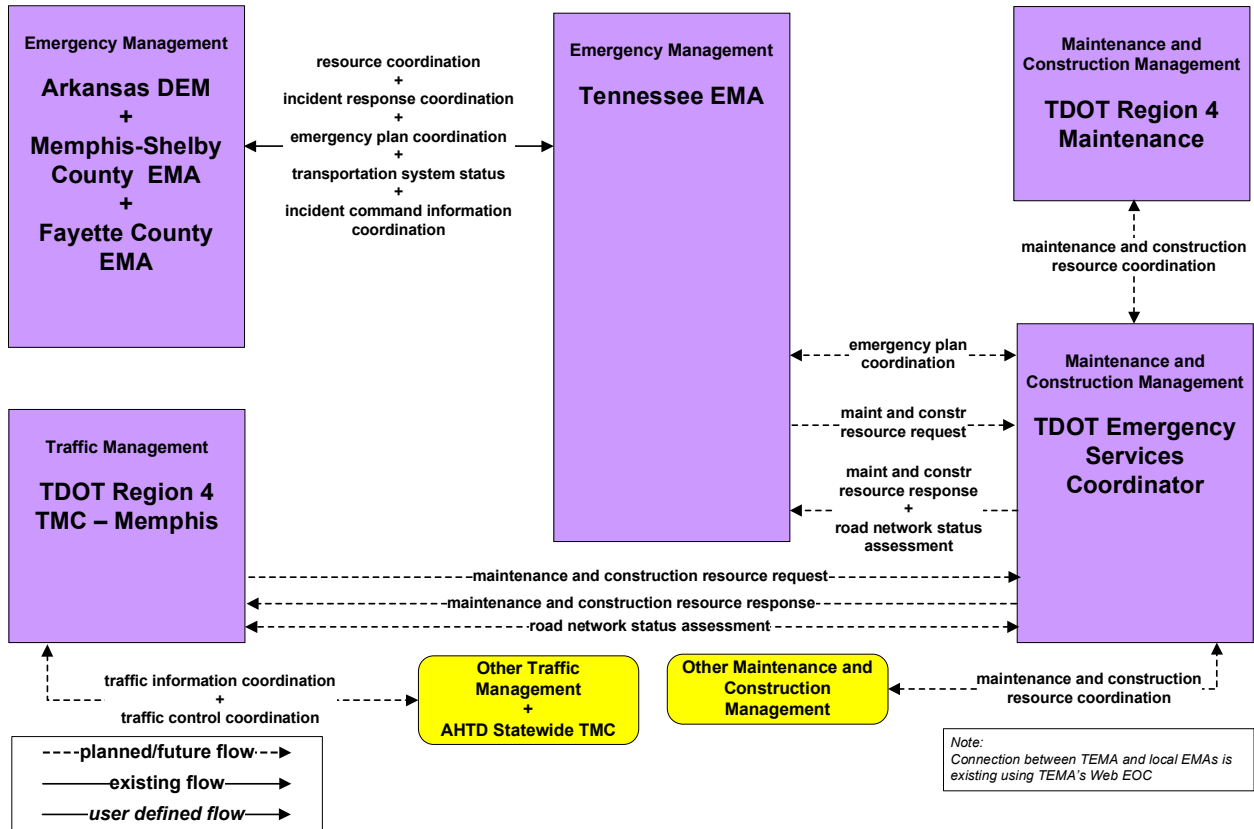 Emergency Management
Arkansas DEM
+
Memphis-Shelby
County EMA
+
Fayette County
EMA
resource coordination
+
incident response coordination
+
emergency plan coordination
+
transportation system status
+
incident command information
coordination
Emergency Management
Tennessee EMA
Maintenance and
Construction Management
TDOT Region 4
Maintenance
maintenance and construction
resource coordination
emergency plan
coordination
maint and constr
resource request
maint and constr
resource response
+
road network status
assessment
Maintenance and
Construction Management
TDOT Emergency
Services
Coordinator
Traffic Management
TDOT Region 4
TMC – Memphis
maintenance and construction resource request
maintenance and construction resource response
road network status assessment
traffic information coordination
+
traffic control coordination
Other Traffic
Management
+
AHTD Statewide TMC
Other Maintenance and
Construction
Management
maintenance and construction
resource coordination
planned/future flow
existing flow
user defined flow
Note:
Connection between TEMA and local EMAs is
existing using TEMA's Web EOC